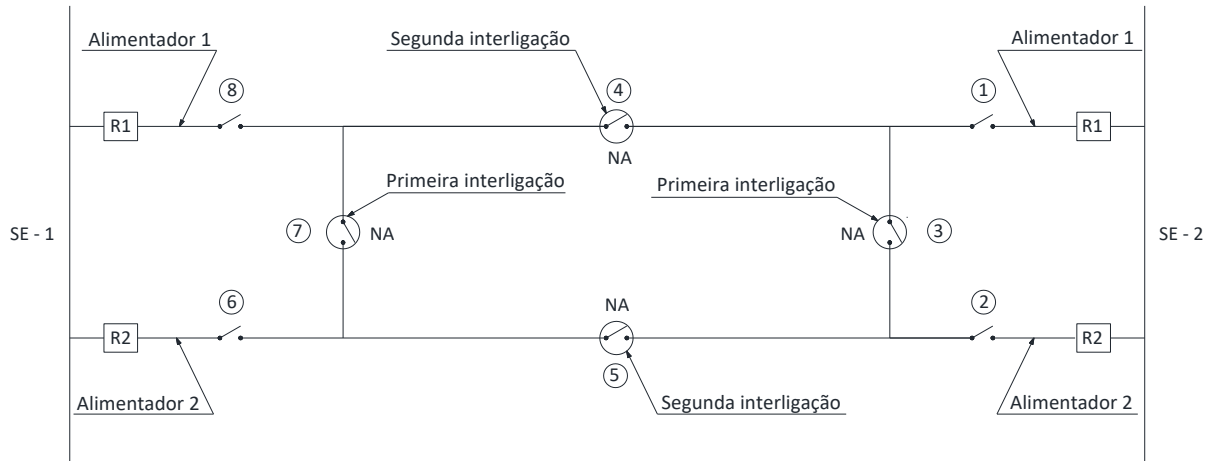 Segunda interligação
Alimentador 1
Alimentador 1
8
4
1
R1
R1
NA
Primeira interligação
Primeira interligação
SE - 1
7
NA
NA
3
SE - 2
6
NA
2
R2
R2
5
Alimentador 2
Segunda interligação
Alimentador 2